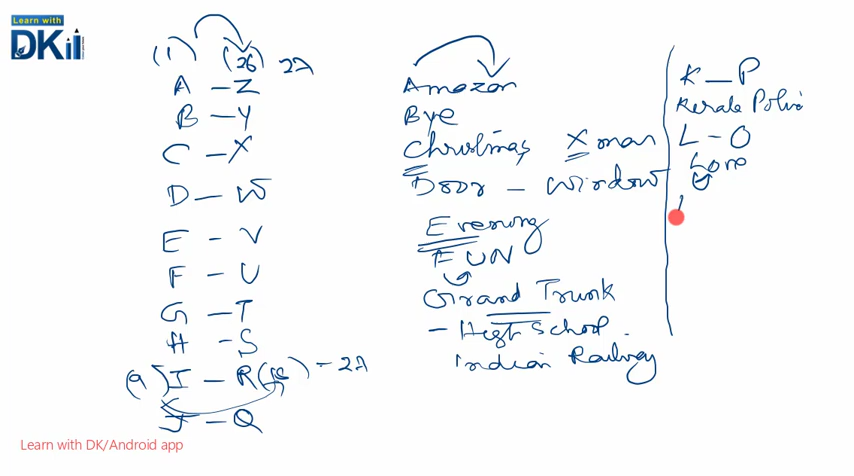 Learn with
DKil
(1) (26) 27
A - Z
B - Y
C - X
D - W
E - V
F - U
G - T
H - S
(9) I - R (18) - 27
J - Q
Amazon
Bye
Christmas Xmas
Door - Window
Evening
FUN
Grand Trunk
- High School.
Indian Railway
K - P
Kerala Police
L - O
Love
Learn with DK/Android app